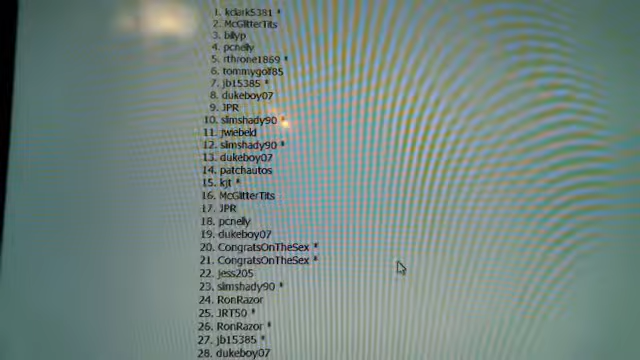 1. kclark5381 *
2. McGlitterTits
3. billyp
4. pcnelly
5. rthrone1869 *
6. tommygolf85
7. jb15385 *
8. dukeboy07
9. JPR
10. slimshady90 *
11. jwiebeld
12. slimshady90 *
13. dukeboy07
14. patchautos
15. kjt *
16. McGlitterTits
17. JPR
18. pcnelly
19. dukeboy07
20. CongratsOnTheSex *
21. CongratsOnTheSex *
22. jess205
23. slimshady90 *
24. RonRazor
25. JRT50 *
26. RonRazor *
27. jb15385 *
28. dukeboy07